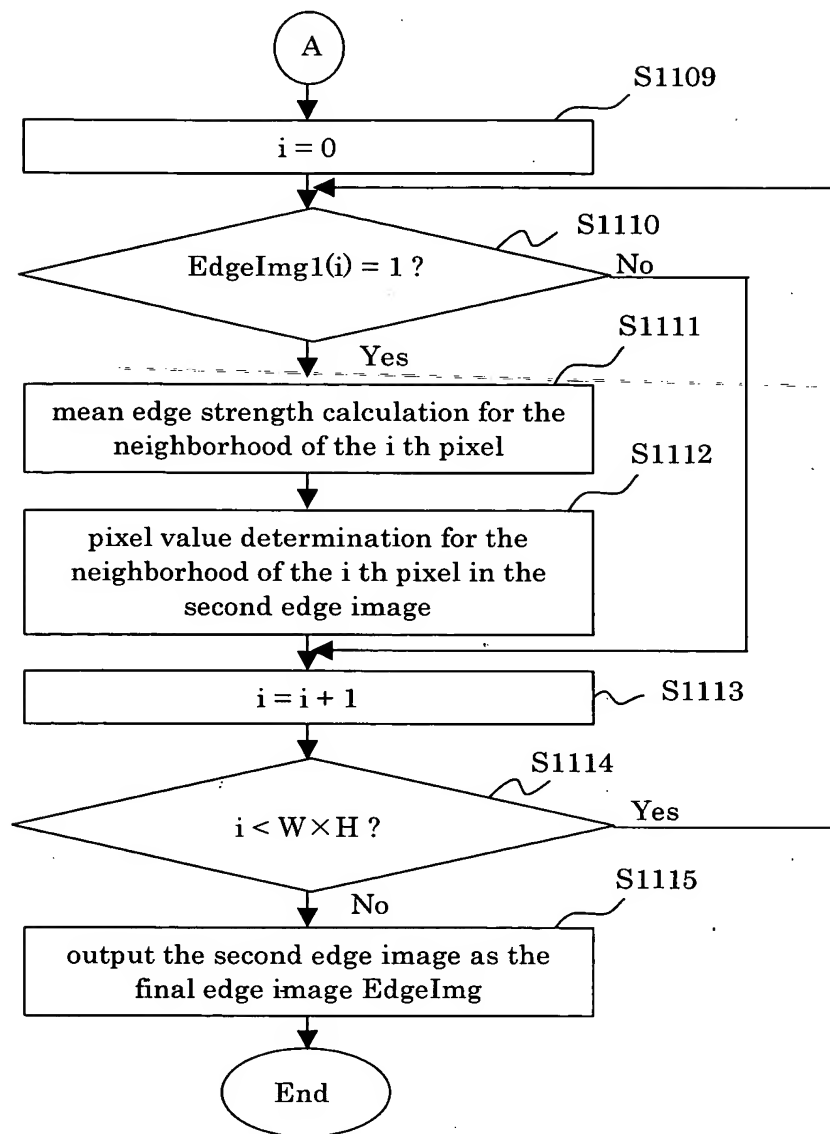 A
S1109
i = 0
S1110
EdgeImg1(i) = 1 ?
No
S1111
Yes
mean edge strength calculation for the
neighborhood of the i th pixel
S1112
pixel value determination for the
neighborhood of the i th pixel in the
second edge image
i = i + 1
S1113
S1114
i < W×H ?
Yes
S1115
No
output the second edge image as the
final edge image EdgeImg
End